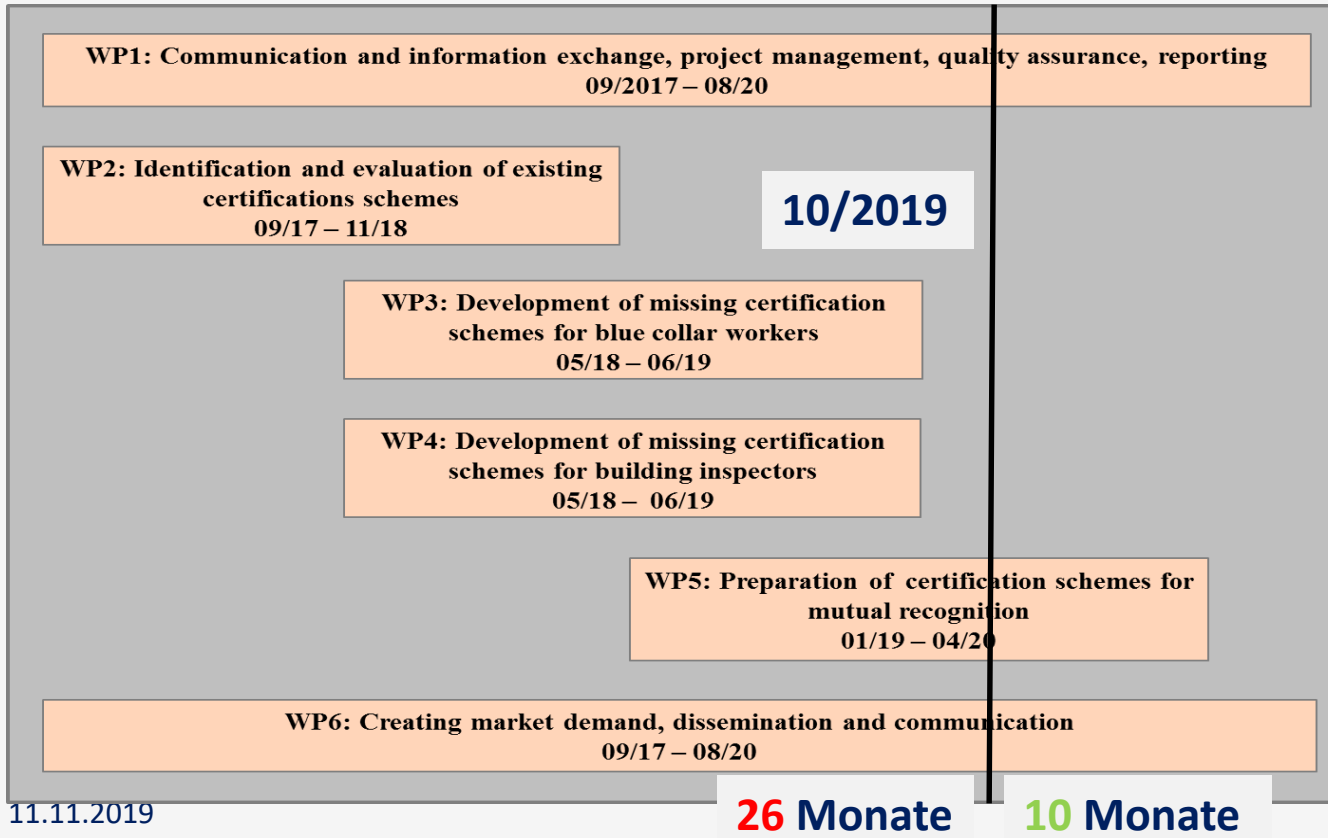 WP1: Communication and information exchange, project management, quality assurance, reporting
09/2017 – 08/20
WP2: Identification and evaluation of existing
certifications schemes
09/17 – 11/18
10/2019
WP3: Development of missing certification
schemes for blue collar workers
05/18 – 06/19
WP4: Development of missing certification
schemes for building inspectors
05/18 – 06/19
WP5: Preparation of certification schemes for
mutual recognition
01/19 – 04/20
WP6: Creating market demand, dissemination and communication
09/17 – 08/20
11.11.2019
26 Monate
10 Monate